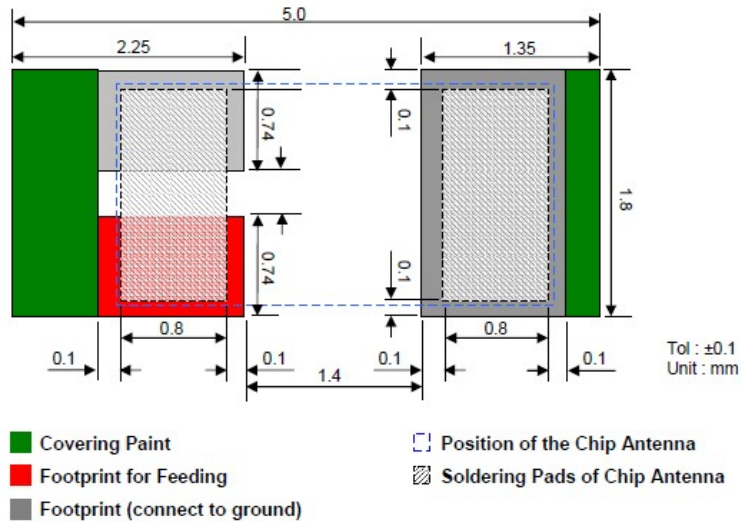 5.0
2.25
1.35
0.74
0.1
1.8
0.74
0.1
0.8
0.8
0.1
0.1
0.1
0.1
1.4
Tol : ±0.1
Unit : mm
Covering Paint
Position of the Chip Antenna
Footprint for Feeding
Soldering Pads of Chip Antenna
Footprint (connect to ground)